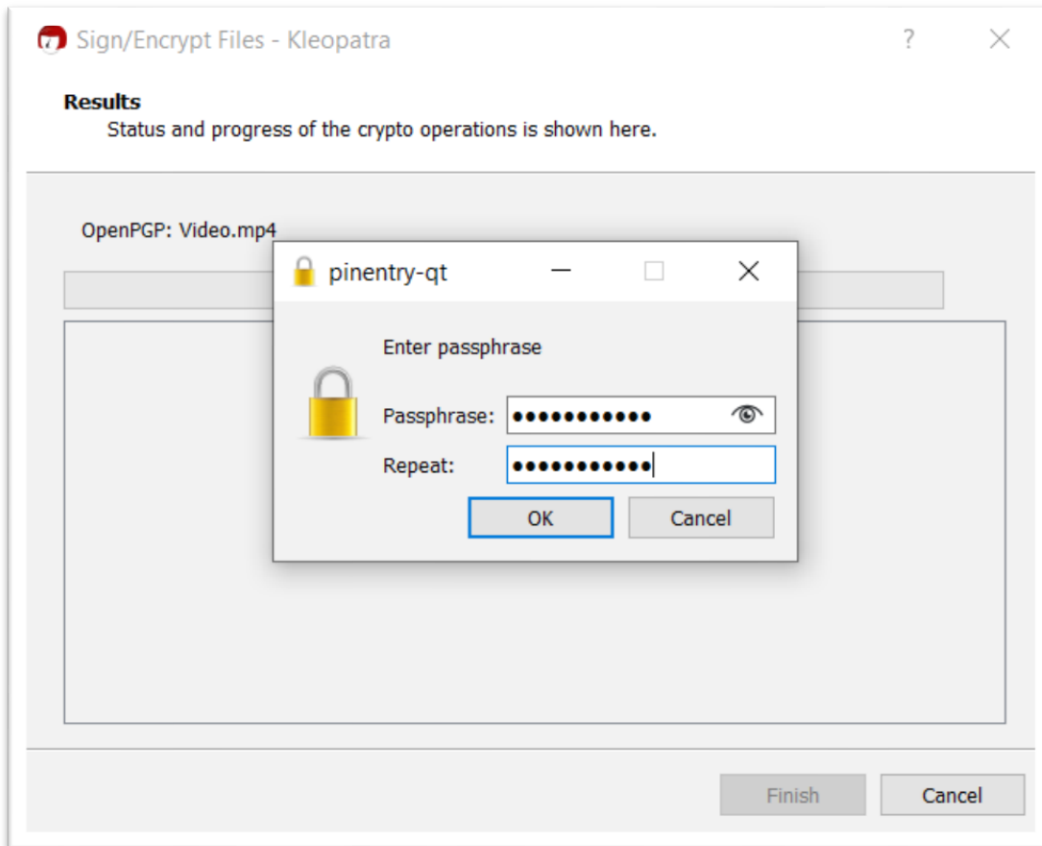 Sign/Encrypt Files - Kleopatra ?
Results
Status and progress of the crypto operations is shown here.
OpenPGP: Video.mp4
pinentry-qt
Enter passphrase
Passphrase: ●●●●●●●●●●●
Repeat: ●●●●●●●●●●●
OK Cancel
Finish Cancel